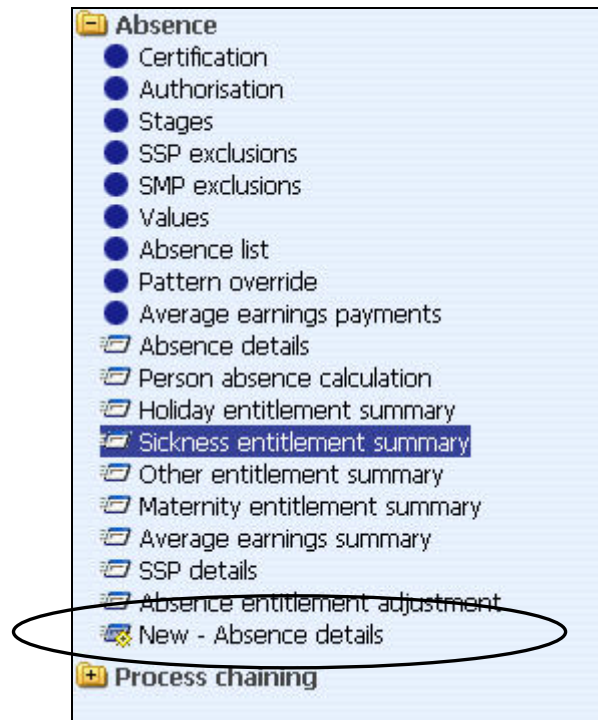 Absence
Certification
Authorisation
Stages
SSP exclusions
SMP exclusions
Values
Absence list
Pattern override
Average earnings payments
Absence details
Person absence calculation
Holiday entitlement summary
Sickness entitlement summary
Other entitlement summary
Maternity entitlement summary
Average earnings summary
SSP details
Absence entitlement adjustment
New - Absence details
Process chaining